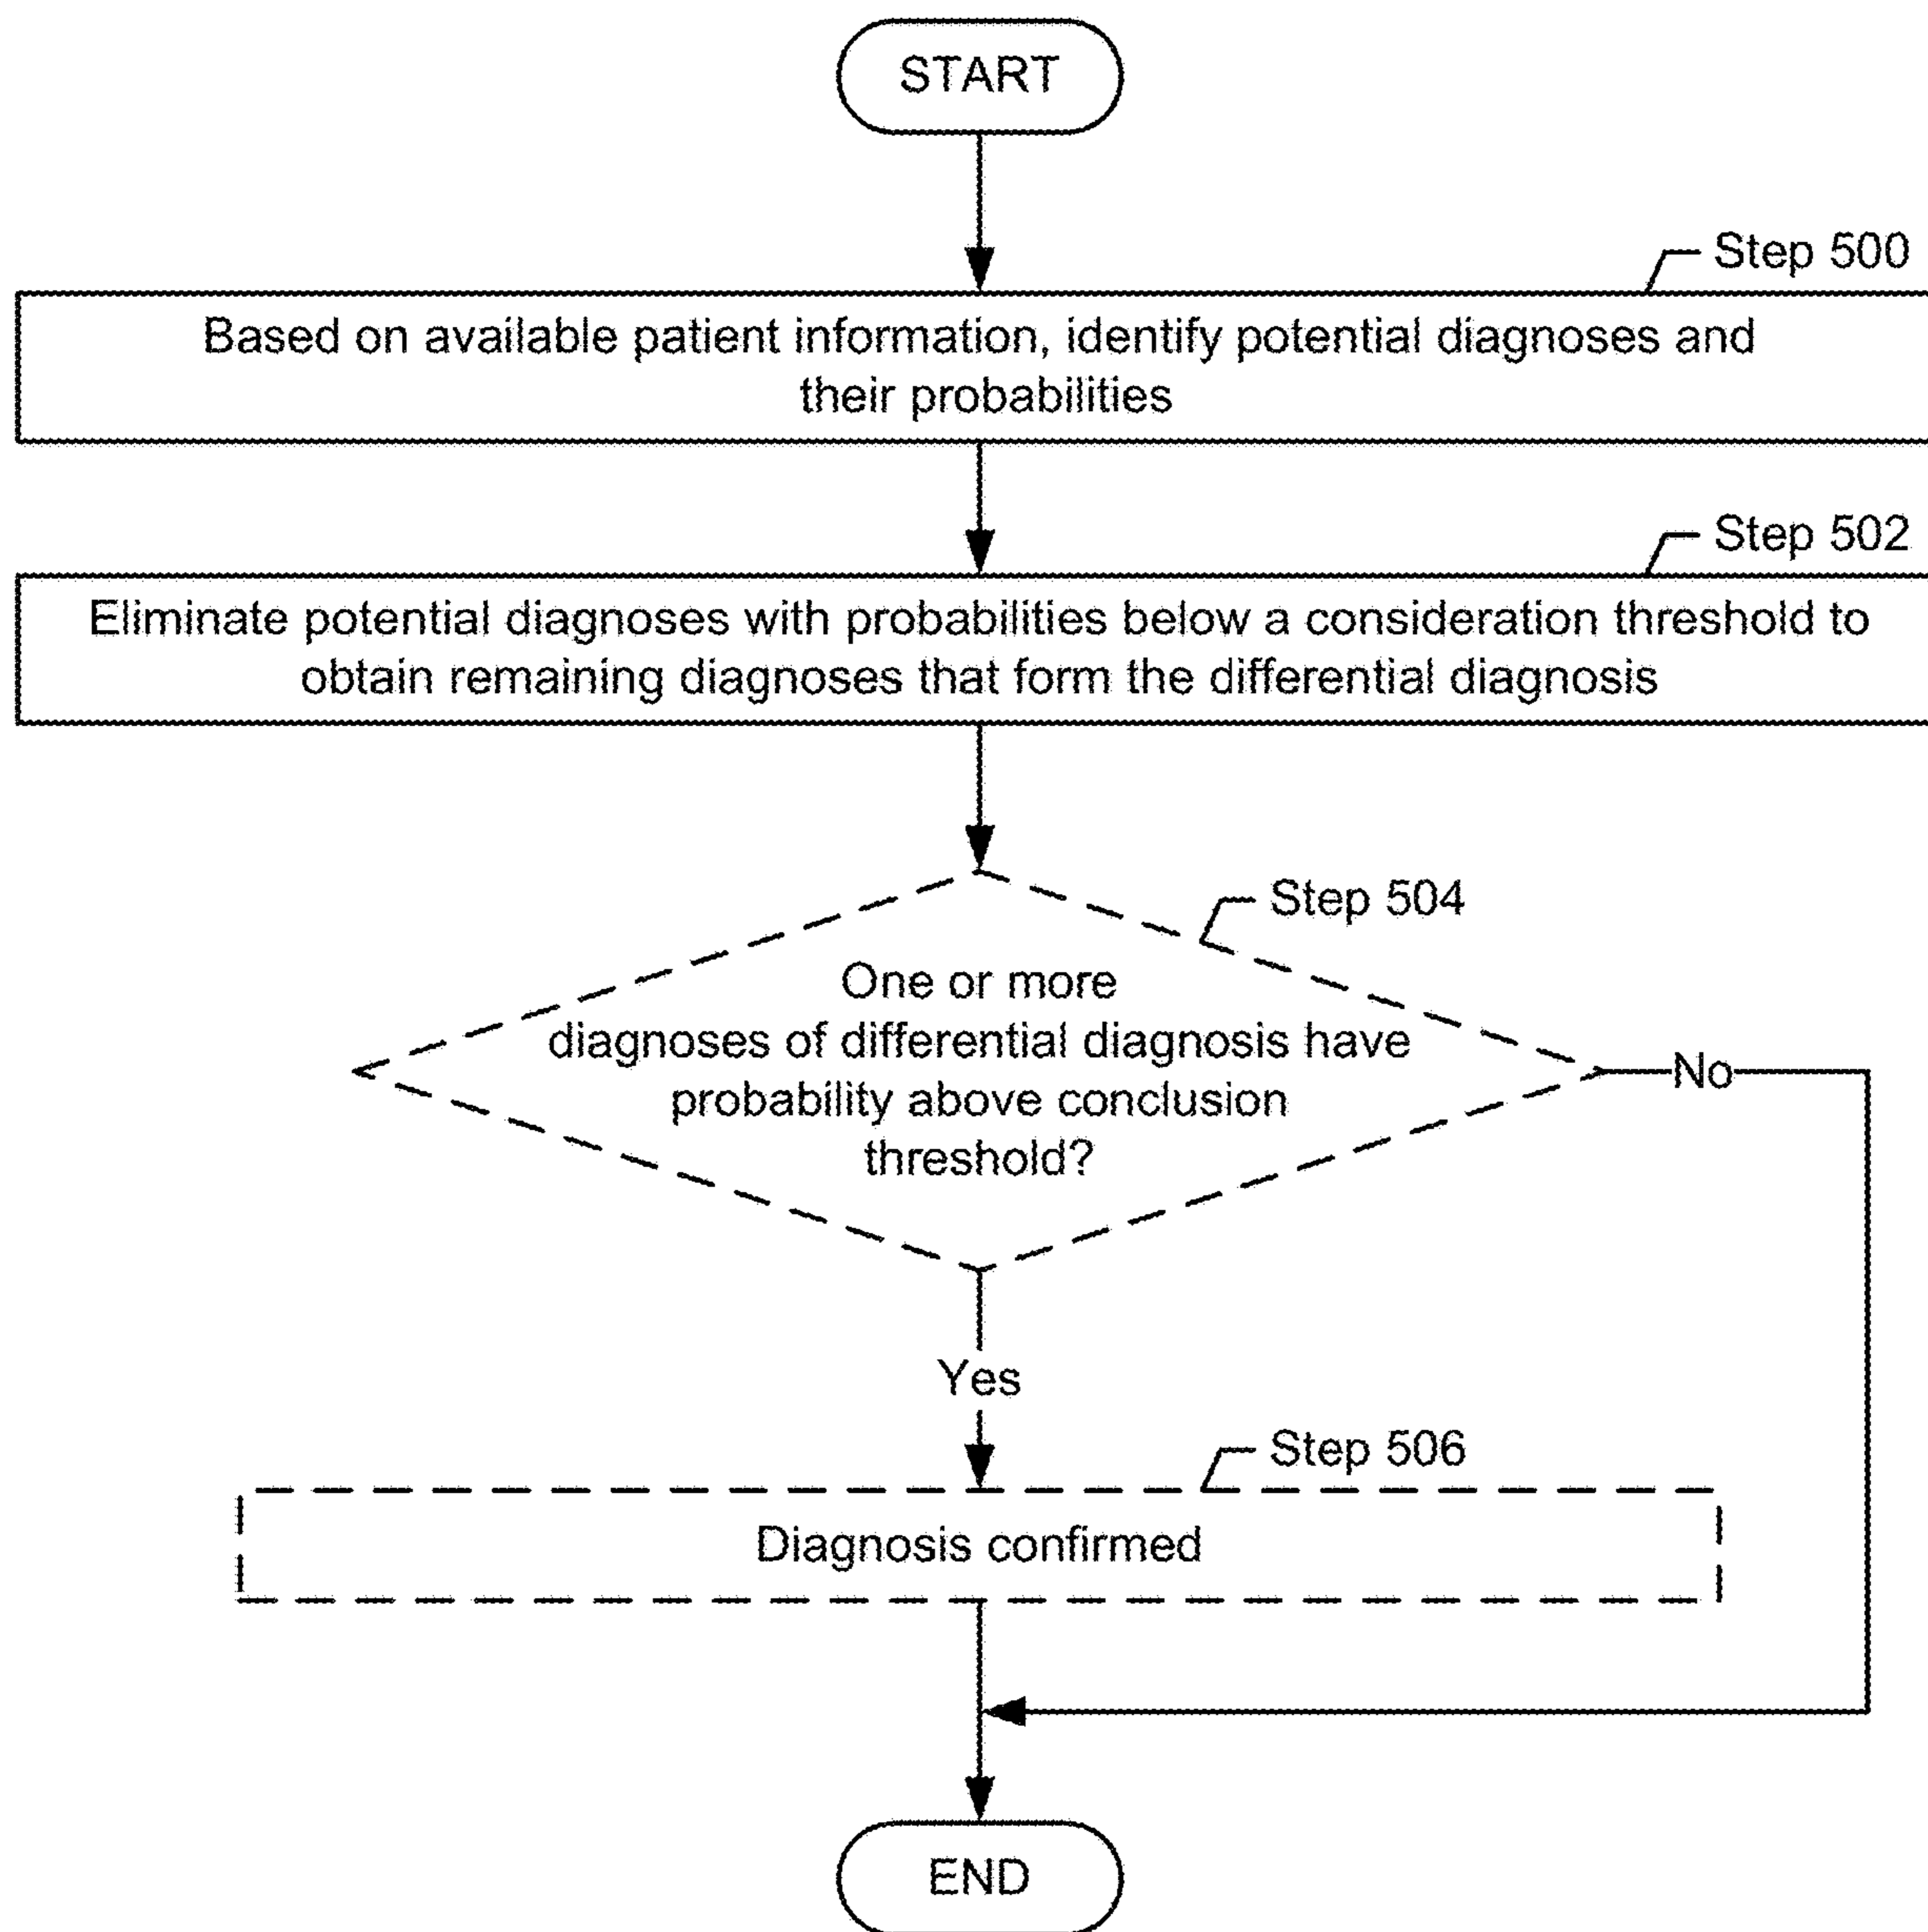 START
Step 500
Based on available patient information, identify potential diagnoses and
their probabilities
Step 502
Eliminate potential diagnoses with probabilities below a consideration threshold to
obtain remaining diagnoses that form the differential diagnosis
Step 504
One or more
diagnoses of differential diagnosis have
probability above conclusion
threshold?
No
Yes
Step 506
Diagnosis confirmed
END